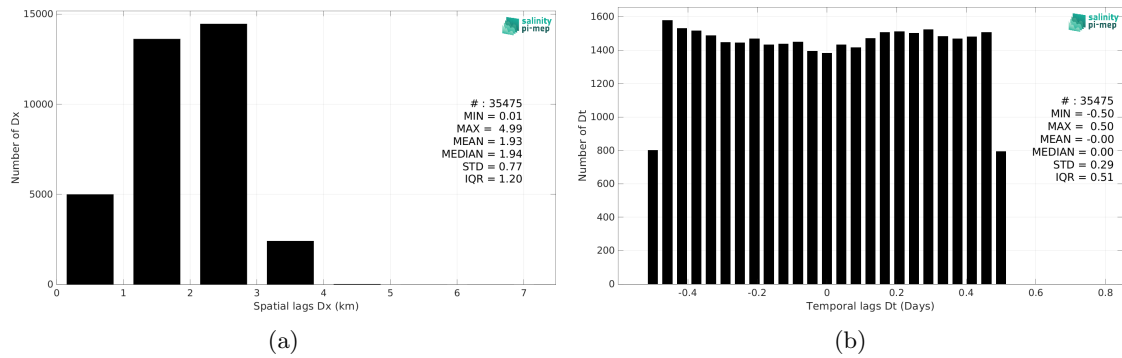 15000
10000
5000
0
Number of Dx
0 1 2 3 4 5 6 7
Spatial lags Dx (km)
salinity
pi-mep
# : 35475
MIN = 0.01
MAX = 4.99
MEAN = 1.93
MEDIAN = 1.94
STD = 0.77
IQR = 1.20
(a)
1600
1400
1200
1000
800
600
400
200
0
Number of Dt
-0.4 -0.2 0 0.2 0.4 0.6 0.8
Temporal lags Dt (Days)
salinity
pi-mep
# : 35475
MIN = -0.50
MAX = 0.50
MEAN = -0.00
MEDIAN = 0.00
STD = 0.29
IQR = 0.51
(b)